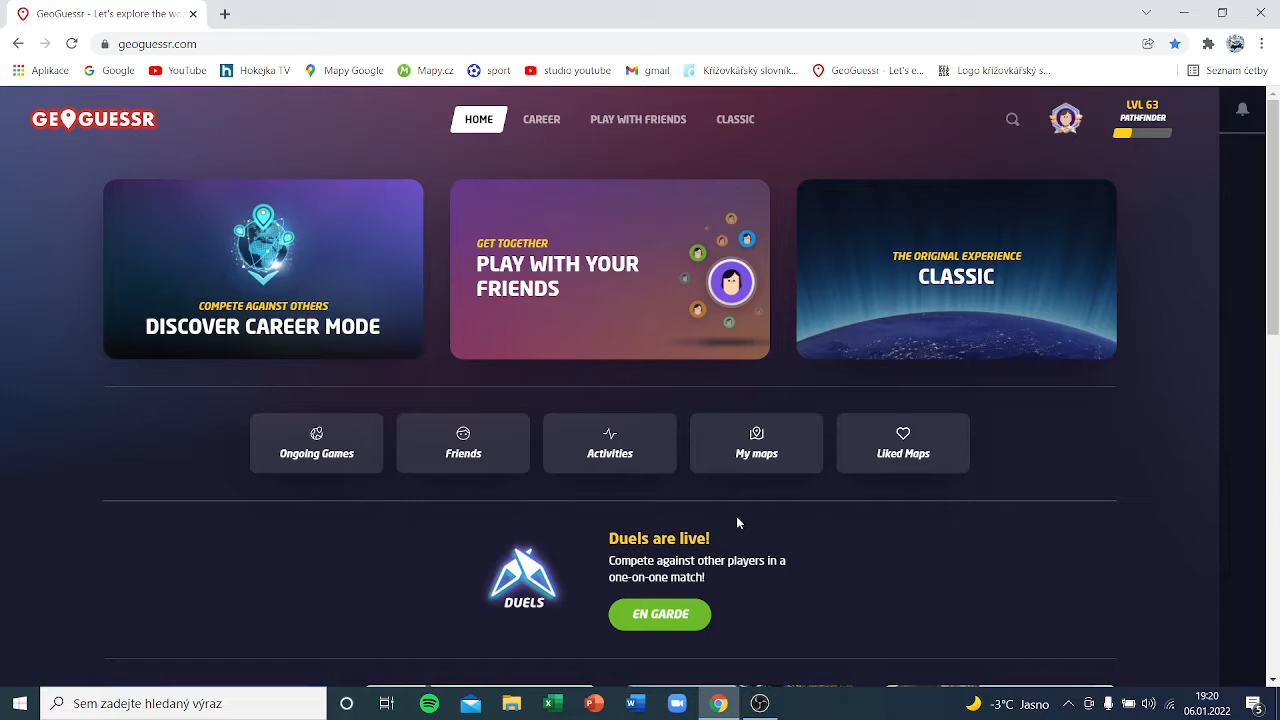 GeoGuessr - Let's explore the wo
geoguessr.com
Aplikace
Google
YouTube
Hokejka TV
Mapy Google
Mapy.cz
sport
studio youtube
gmail
Křížovkářský slovník...
GeoGuessr - Let's e...
Logo křížovkářský s...
Seznam četby
GEOGUESSR
HOME
CAREER
PLAY WITH FRIENDS
CLASSIC
LVL 63
PATHFINDER
COMPETE AGAINST OTHERS
DISCOVER CAREER MODE
GET TOGETHER
PLAY WITH YOUR
FRIENDS
THE ORIGINAL EXPERIENCE
CLASSIC
Ongoing Games
Friends
Activities
My maps
Liked Maps
DUELS
Duels are live!
Compete against other players in a
one-on-one match!
EN GARDE
Sem zadejte hledaný výraz
-3°C Jasno
19:20
06.01.2022